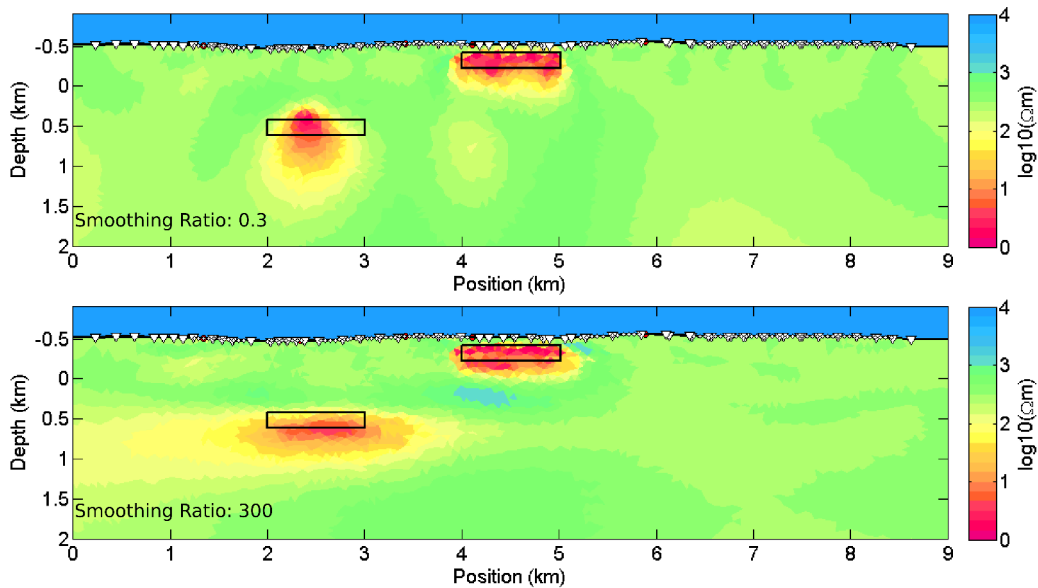 -0.5
0
0.5
1
1.5
2
Depth (km)
Smoothing Ratio: 0.3
0 1 2 3 4 5 6 7 8 9
Position (km)
4
3
2
1
0
log10(Ωm)
-0.5
0
0.5
1
1.5
2
Depth (km)
Smoothing Ratio: 300
0 1 2 3 4 5 6 7 8 9
Position (km)
4
3
2
1
0
log10(Ωm)